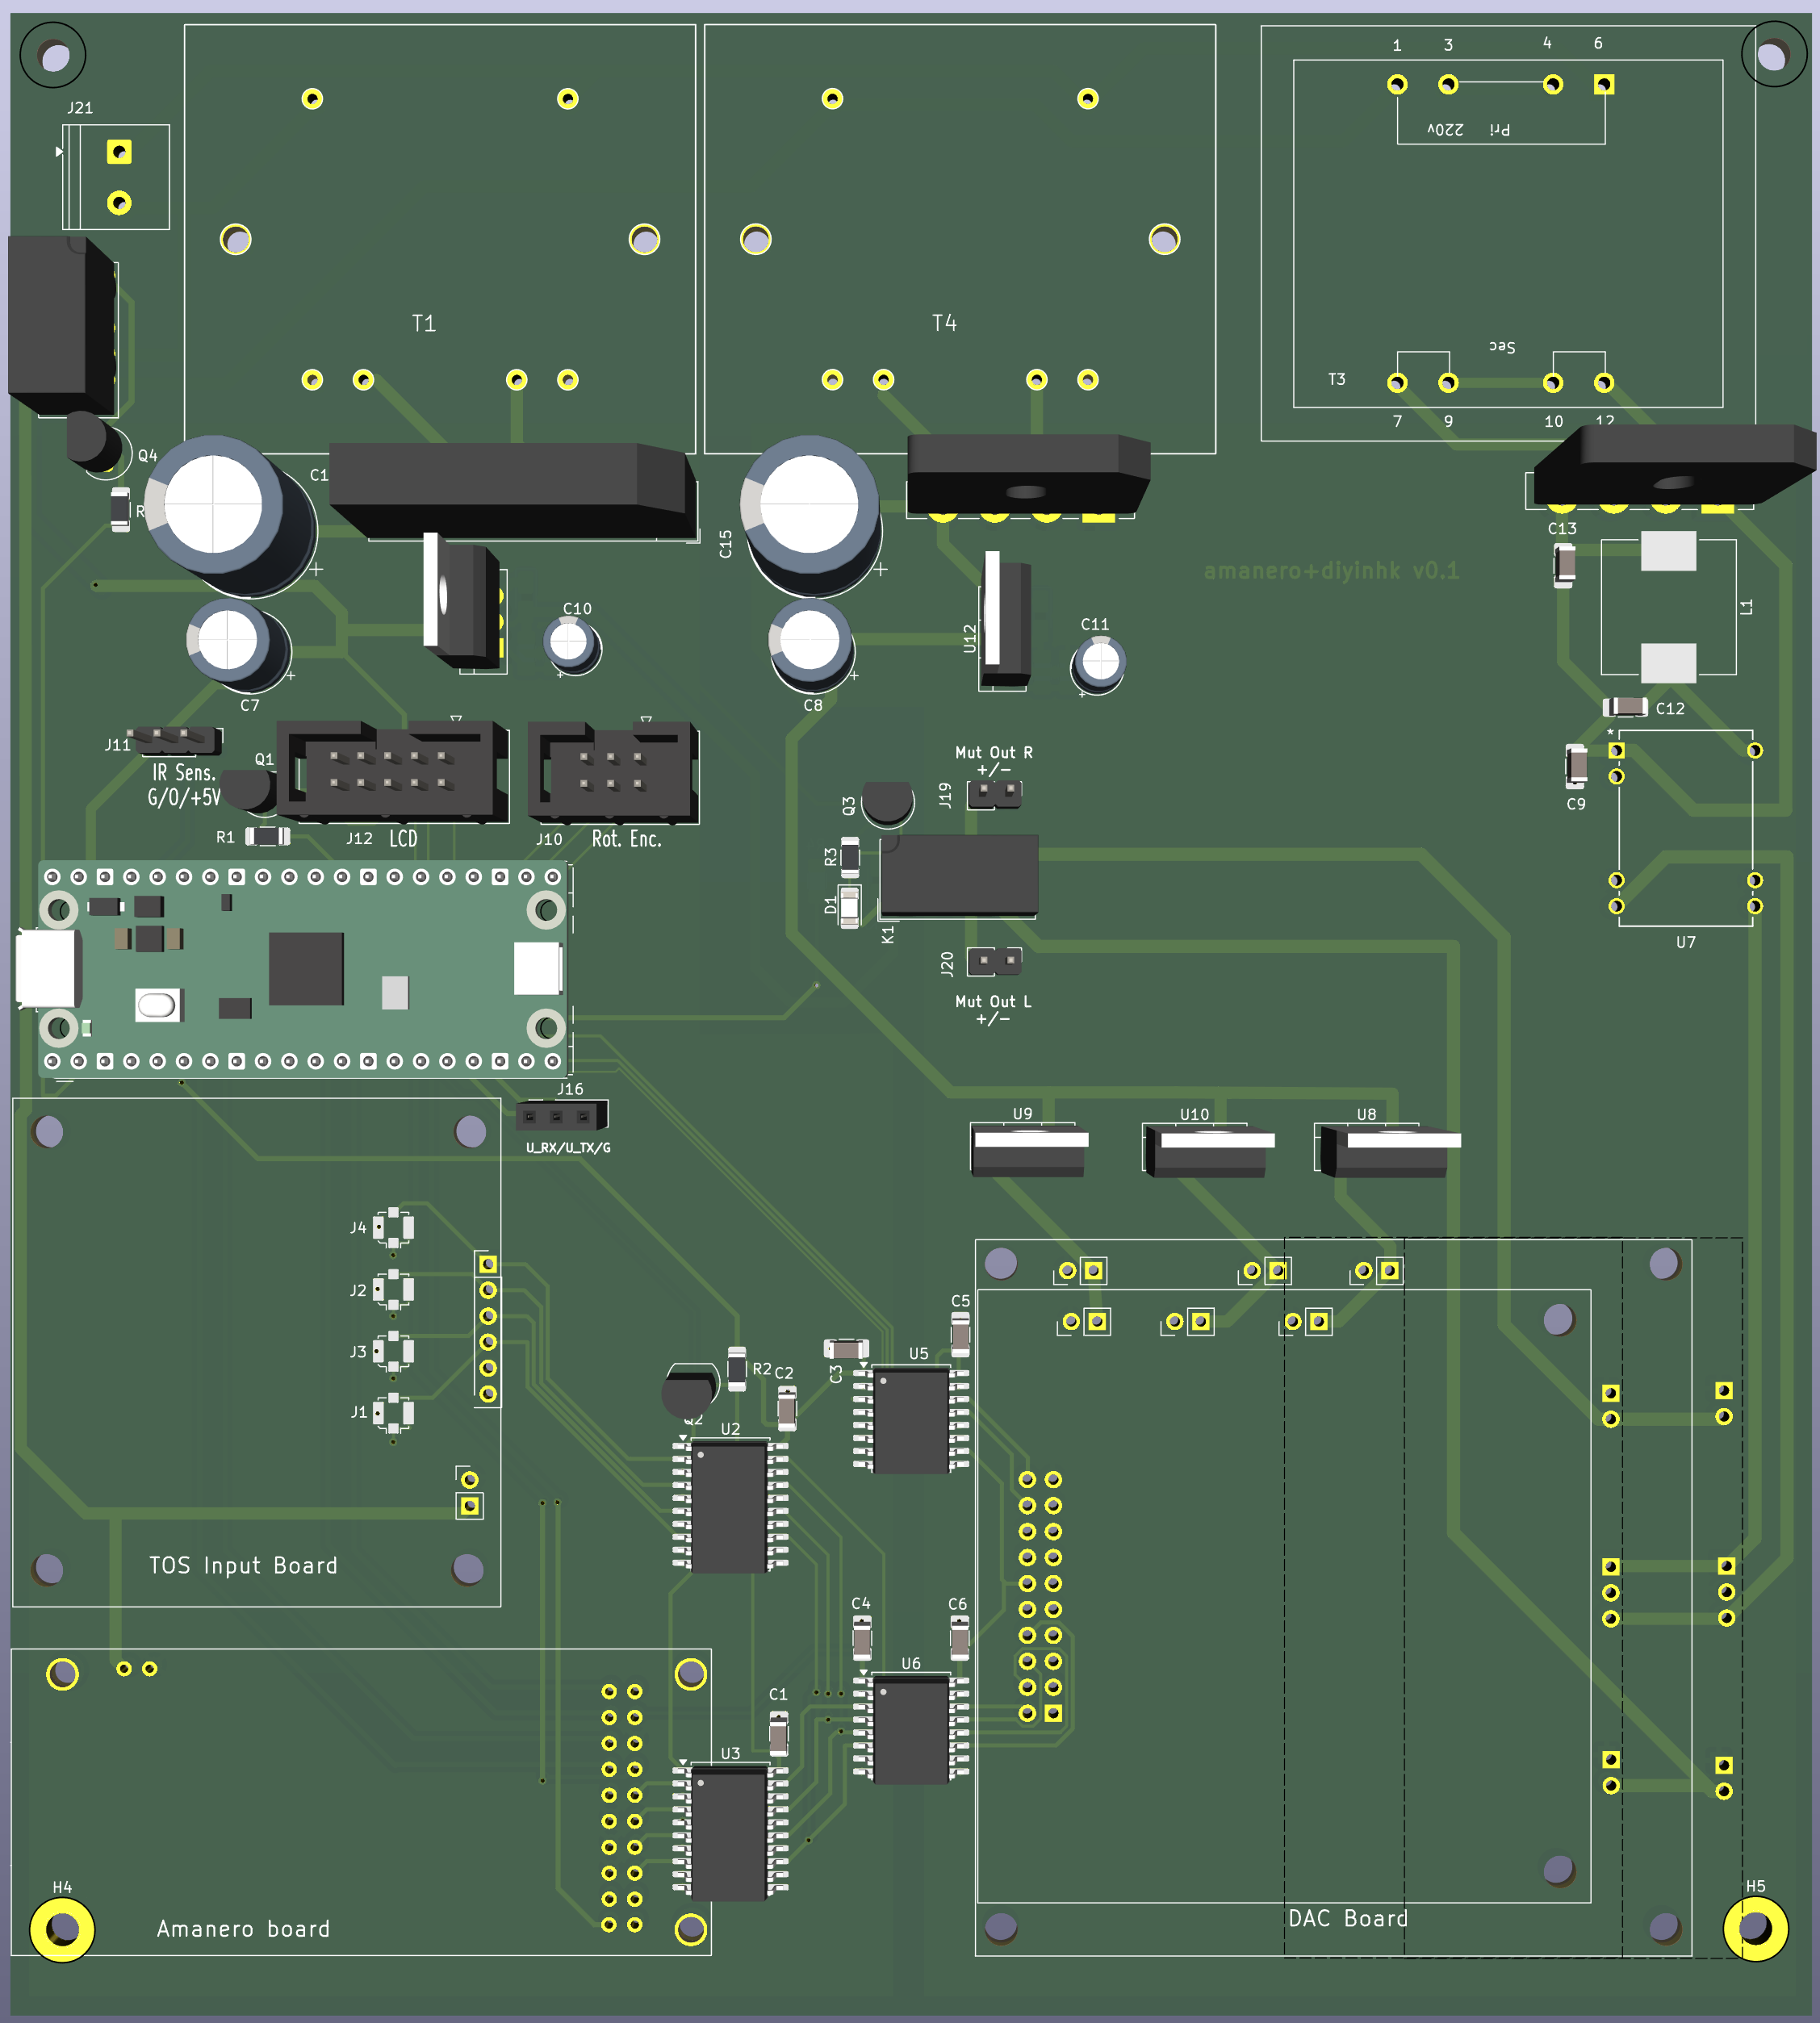 J21
1
3
4
6
220v
Pri
T1
T4
Sec
T3
7
9
10
12
Q4
C1
R
C15
C13
amanero+diyinhk v0.1
L1
C10
U12
C11
C7
C8
C12
*
J11
IR Sens.
G/O/+5V
Q1
R1
J12
LCD
J10
Rot. Enc.
Mut Out R
+/-
J19
Q3
R3
D1
K1
C9
U7
J20
Mut Out L
+/-
J16
U_RX/U_TX/G
U9
U10
U8
J4
J2
J3
J1
C5
U5
C3
R2
C2
Q2
U2
TOS Input Board
C4
C6
U6
C1
U3
H4
H5
Amanero board
DAC Board